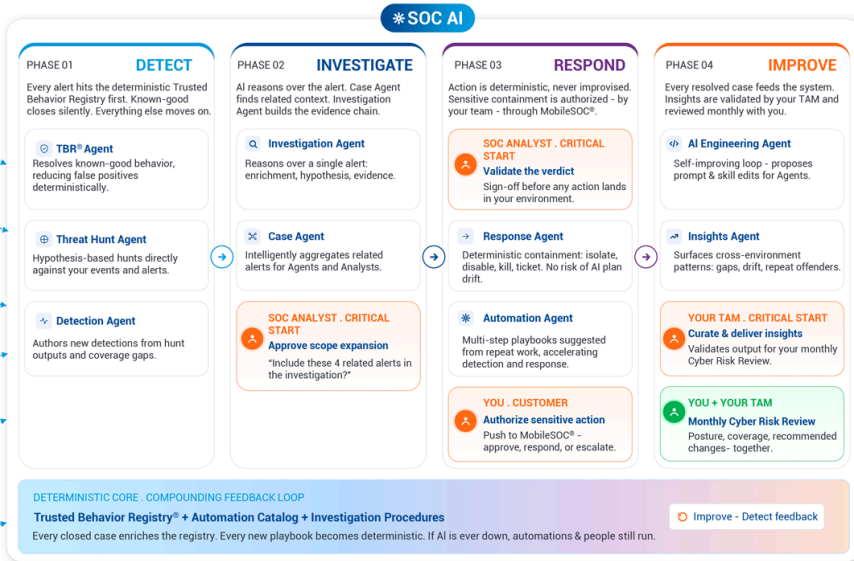 SOC AI
PHASE 01 DETECT
Every alert hits the deterministic Trusted
Behavior Registry first. Known-good
closes silently. Everything else moves on.
TBR® Agent
Resolves known-good behavior,
reducing false positives
deterministically.
Threat Hunt Agent
Hypothesis-based hunts directly
against your events and alerts.
Detection Agent
Authors new detections from hunt
outputs and coverage gaps.
PHASE 02 INVESTIGATE
AI reasons over the alert. Case Agent
finds related context. Investigation
Agent builds the evidence chain.
Investigation Agent
Reasons over a single alert:
enrichment, hypothesis, evidence.
Case Agent
Intelligently aggregates related
alerts for Agents and Analysts.
SOC ANALYST . CRITICAL
START
Approve scope expansion
“Include these 4 related alerts in
the investigation?”
PHASE 03 RESPOND
Action is deterministic, never improvised.
Sensitive containment is authorized - by
your team - through MobileSOC®.
SOC ANALYST . CRITICAL
START
Validate the verdict
Sign-off before any action lands
in your environment.
Response Agent
Deterministic containment: isolate,
disable, kill, ticket. No risk of AI plan
drift.
Automation Agent
Multi-step playbooks suggested
from repeat work, accelerating
detection and response.
YOU . CUSTOMER
Authorize sensitive action
Push to MobileSOC® -
approve, respond, or escalate.
PHASE 04 IMPROVE
Every resolved case feeds the system.
Insights are validated by your TAM and
reviewed monthly with you.
AI Engineering Agent
Self-improving loop - proposes
prompt & skill edits for Agents.
Insights Agent
Surfaces cross-environment
patterns: gaps, drift, repeat offenders.
YOUR TAM . CRITICAL START
Curate & deliver insights
Validates output for your monthly
Cyber Risk Review.
YOU + YOUR TAM
Monthly Cyber Risk Review
Posture, coverage, recommended
changes- together.
DETERMINISTIC CORE . COMPOUNDING FEEDBACK LOOP
Trusted Behavior Registry® + Automation Catalog + Investigation Procedures
Every closed case enriches the registry. Every new playbook becomes deterministic. If AI is ever down, automations & people still run.
Improve - Detect feedback